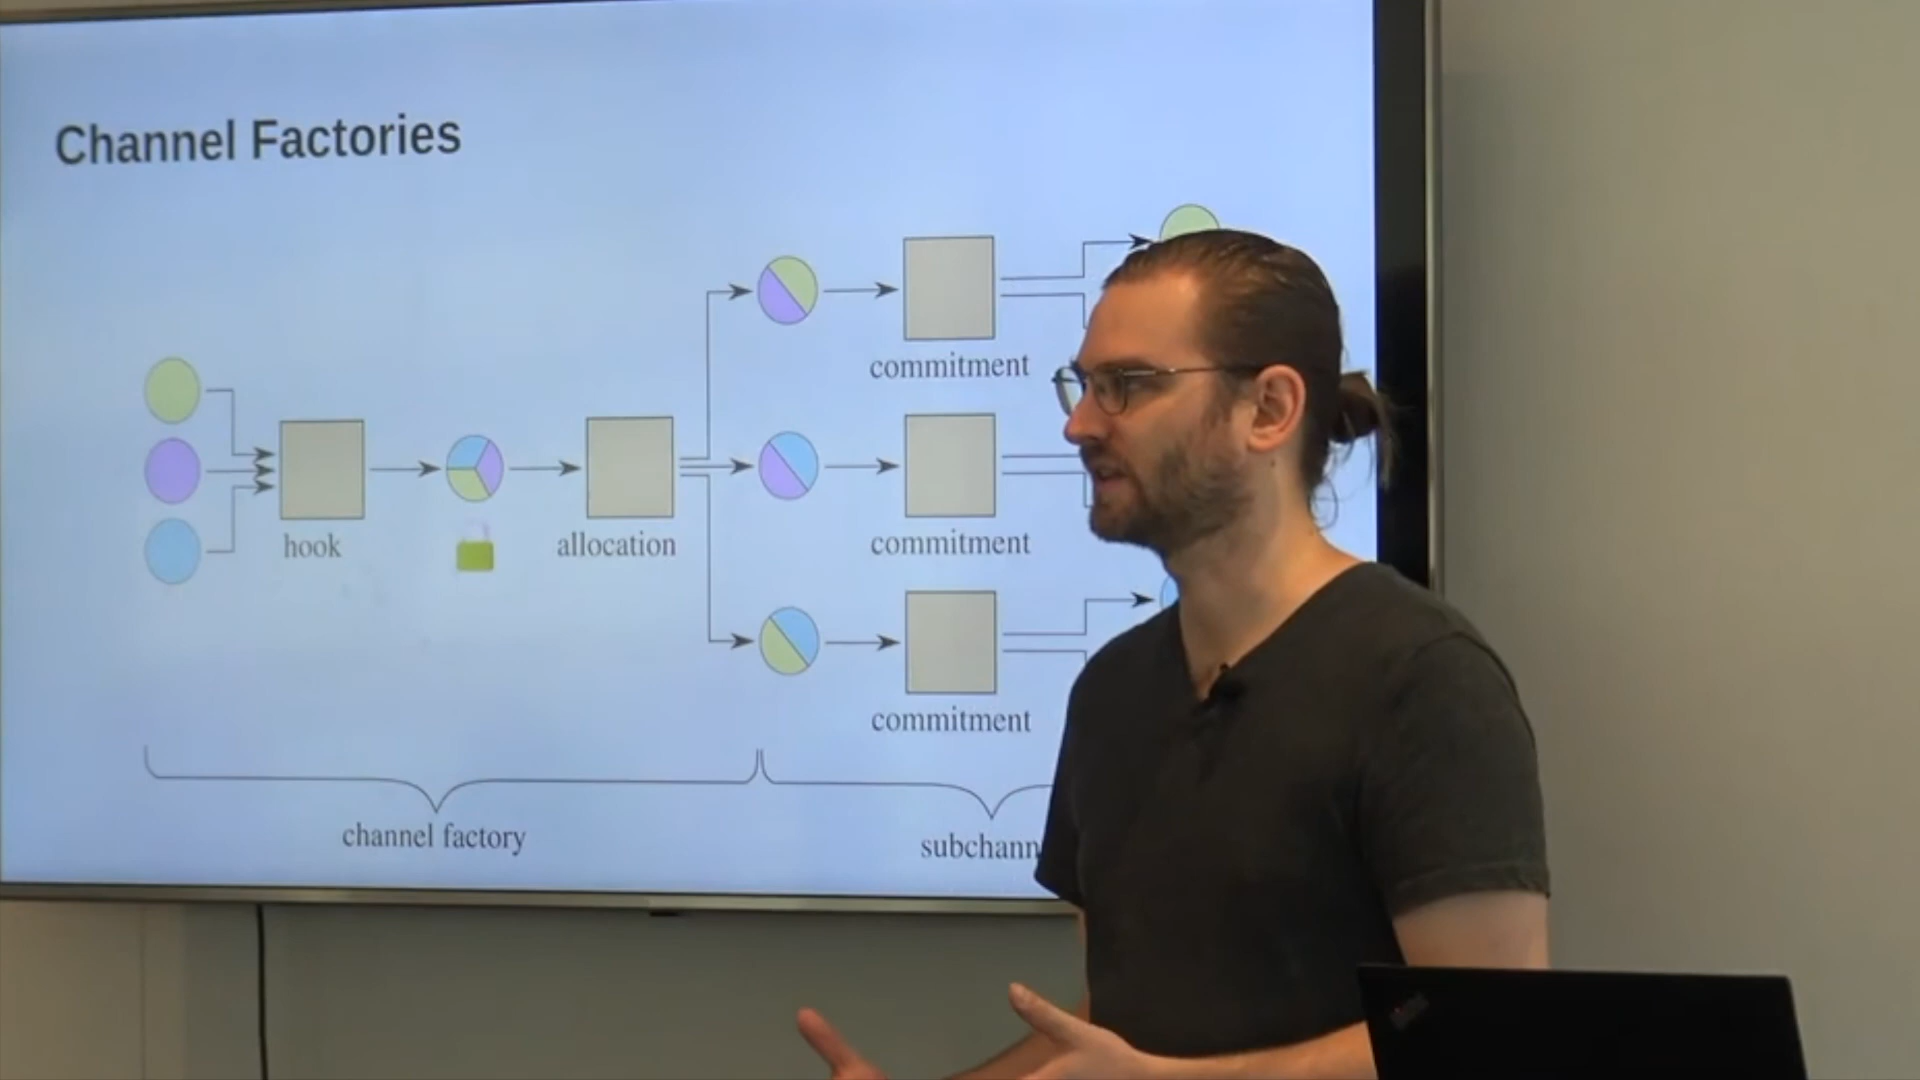 Channel Factories
commitment
hook
allocation
commitment
commitment
channel factory
subchann